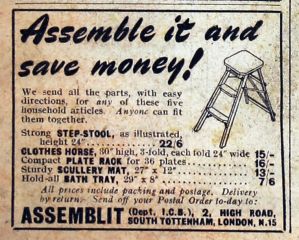 Assemble it and
save money!
We send all the parts, with easy
directions, for any of these five
household articles. Anyone can fit
them together.
Strong STEP-STOOL, as illustrated,
height 24" 22/6
CLOTHES HORSE, 30" high, 3-fold, each fold 24" wide 15/-
Compact PLATE RACK for 36 plates 16/-
Sturdy SCULLERY MAT, 27" x 12" 13/-
Hold-all BATH TRAY, 29" x 8" 7/6
All prices include packing and postage. Delivery
by return. Send off your Postal Order to-day to:
ASSEMBLIT (Dept. I.C.B.), 2, HIGH ROAD,
SOUTH TOTTENHAM, LONDON, N.15